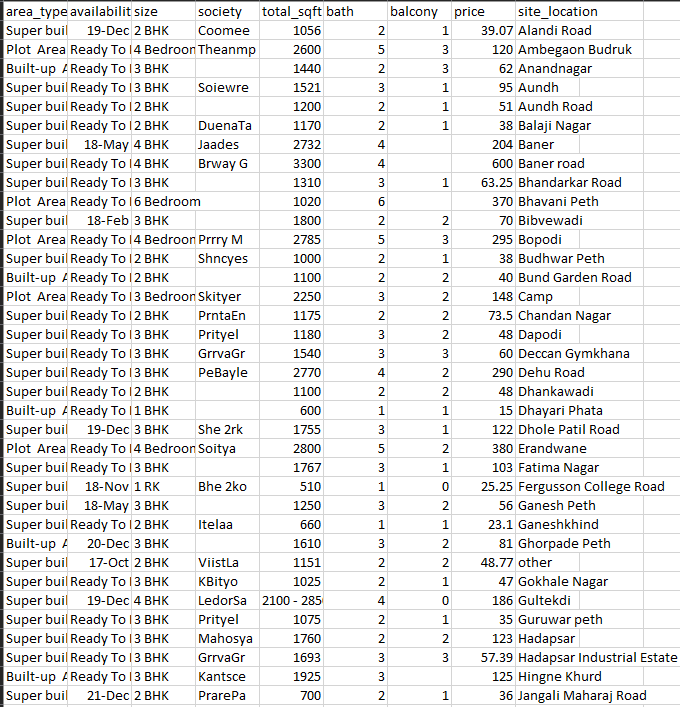 area_type availabilit size society total_sqft bath balcony price site_location
Super buil 19-Dec 2 BHK Coomee 1056 2 1 39.07 Alandi Road
Plot Area Ready To 4 Bedroom Theanmp 2600 5 3 120 Ambegaon Budruk
Built-up A Ready To 3 BHK 1440 2 3 62 Anandnagar
Super buil Ready To 3 BHK Soiewre 1521 3 1 95 Aundh
Super buil Ready To 2 BHK 1200 2 1 51 Aundh Road
Super buil Ready To 2 BHK DuenaTa 1170 2 1 38 Balaji Nagar
Super buil 18-May 4 BHK Jaades 2732 4 204 Baner
Super buil Ready To 4 BHK Brway G 3300 4 600 Baner road
Super buil Ready To 3 BHK 1310 3 1 63.25 Bhandarkar Road
Plot Area Ready To 6 Bedroom 1020 6 370 Bhavani Peth
Super buil 18-Feb 3 BHK 1800 2 2 70 Bibvewadi
Plot Area Ready To 4 Bedroom Prrry M 2785 5 3 295 Bopodi
Super buil Ready To 2 BHK Shncyes 1000 2 1 38 Budhwar Peth
Built-up A Ready To 2 BHK 1100 2 2 40 Bund Garden Road
Plot Area Ready To 3 Bedroom Skityer 2250 3 2 148 Camp
Super buil Ready To 2 BHK PrntaEn 1175 2 2 73.5 Chandan Nagar
Super buil Ready To 3 BHK Prityel 1180 3 2 48 Dapodi
Super buil Ready To 3 BHK GrrvaGr 1540 3 3 60 Deccan Gymkhana
Super buil Ready To 3 BHK PeBayle 2770 4 2 290 Dehu Road
Super buil Ready To 2 BHK 1100 2 2 48 Dhankawadi
Built-up A Ready To 1 BHK 600 1 1 15 Dhayari Phata
Super buil 19-Dec 3 BHK She 2rk 1755 3 1 122 Dhole Patil Road
Plot Area Ready To 4 Bedroom Soitya 2800 5 2 380 Erandwane
Super buil Ready To 3 BHK 1767 3 1 103 Fatima Nagar
Super buil 18-Nov 1 RK Bhe 2ko 510 1 0 25.25 Fergusson College Road
Super buil 18-May 3 BHK 1250 3 2 56 Ganesh Peth
Super buil Ready To 2 BHK Itelaa 660 1 1 23.1 Ganeshkhind
Built-up A 20-Dec 3 BHK 1610 3 2 81 Ghorpade Peth
Super buil 17-Oct 2 BHK ViistLa 1151 2 2 48.77 other
Super buil Ready To 3 BHK KBityo 1025 2 1 47 Gokhale Nagar
Super buil 19-Dec 4 BHK LedorSa 2100 - 285 4 0 186 Gultekdi
Super buil Ready To 3 BHK Prityel 1075 2 1 35 Guruwar peth
Super buil Ready To 3 BHK Mahosya 1760 2 2 123 Hadapsar
Super buil Ready To 3 BHK GrrvaGr 1693 3 3 57.39 Hadapsar Industrial Estate
Built-up A Ready To 3 BHK Kantsce 1925 3 125 Hingne Khurd
Super buil 21-Dec 2 BHK PrarePa 700 2 1 36 Jangali Maharaj Road